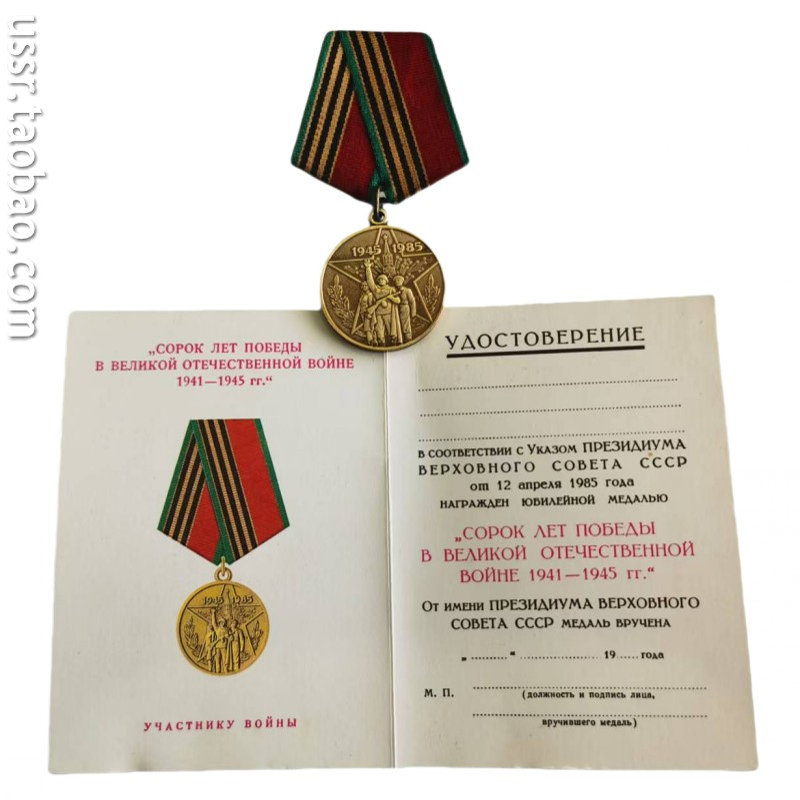 ussr.taobao.com
1945 1985
„СОРОК ЛЕТ ПОБЕДЫ
В ВЕЛИКОЙ ОТЕЧЕСТВЕННОЙ ВОЙНЕ
1941—1945 гг.“
1945 1985
УЧАСТНИКУ ВОЙНЫ
УДОСТОВЕРЕНИЕ
В СООТВЕТСТВИИ С УКАЗОМ ПРЕЗИДИУМА
ВЕРХОВНОГО СОВЕТА СССР
от 12 апреля 1985 года
НАГРАЖДЕН ЮБИЛЕЙНОЙ МЕДАЛЬЮ
„СОРОК ЛЕТ ПОБЕДЫ
В ВЕЛИКОЙ ОТЕЧЕСТВЕННОЙ
ВОЙНЕ 1941—1945 гг.“
ОТ ИМЕНИ ПРЕЗИДИУМА ВЕРХОВНОГО
СОВЕТА СССР МЕДАЛЬ ВРУЧЕНА
„ ......... “ .................. 19 ...... года
М. П.
(должность и подпись лица,
вручившего медаль)